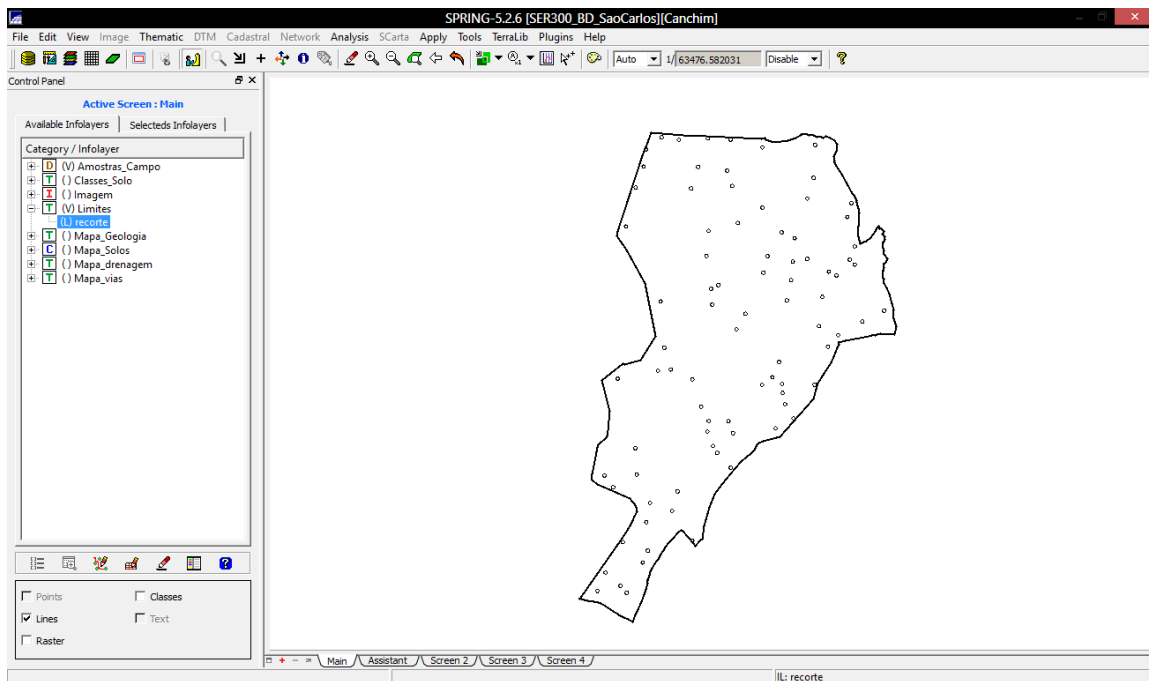 SPRING-5.2.6 [SER300_BD_SaoCarlos][Canchim]
File Edit View Image Thematic DTM Cadastral Network Analysis SCarta Apply Tools TerraLib Plugins Help
Auto 1/ 63476.582031 Disable
Control Panel
Active Screen : Main
Available Infolayers Selecteds Infolayers
Category / Infolayer
D (V) Amostras_Campo
T ( ) Classes_Solo
I ( ) Imagem
T (V) Limites
(L) recorte
T ( ) Mapa_Geologia
C ( ) Mapa_Solos
T ( ) Mapa_drenagem
T ( ) Mapa_vias
Points Classes
Lines Text
Raster
Main Assistant Screen 2 Screen 3 Screen 4
IL: recorte